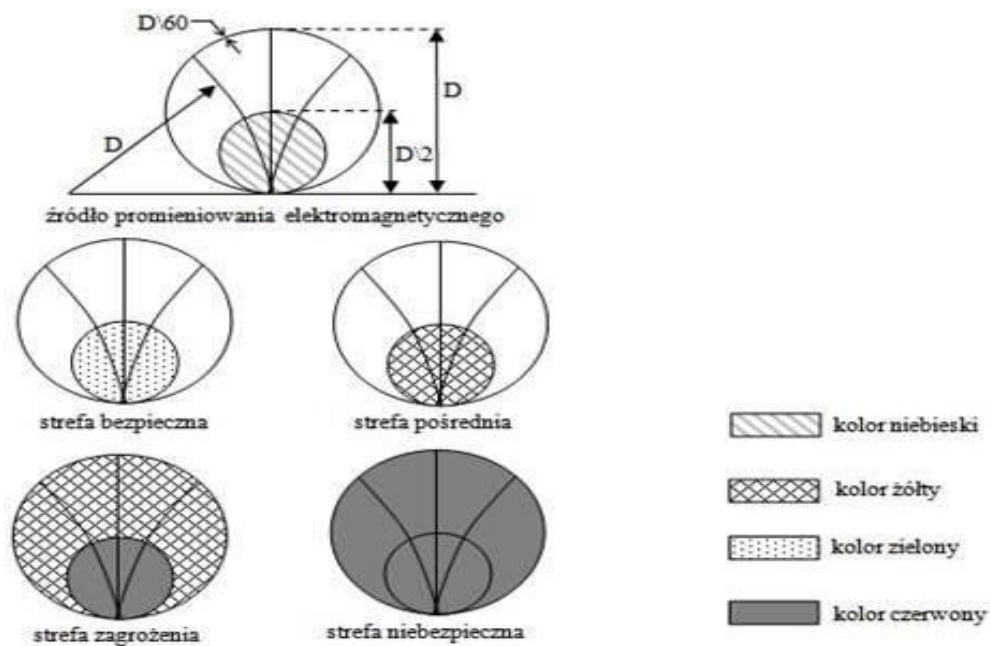 D\60
D
D
D\2
źródło promieniowania elektromagnetycznego
strefa bezpieczna
strefa pośrednia
strefa zagrożenia
strefa niebezpieczna
kolor niebieski
kolor żółty
kolor zielony
kolor czerwony